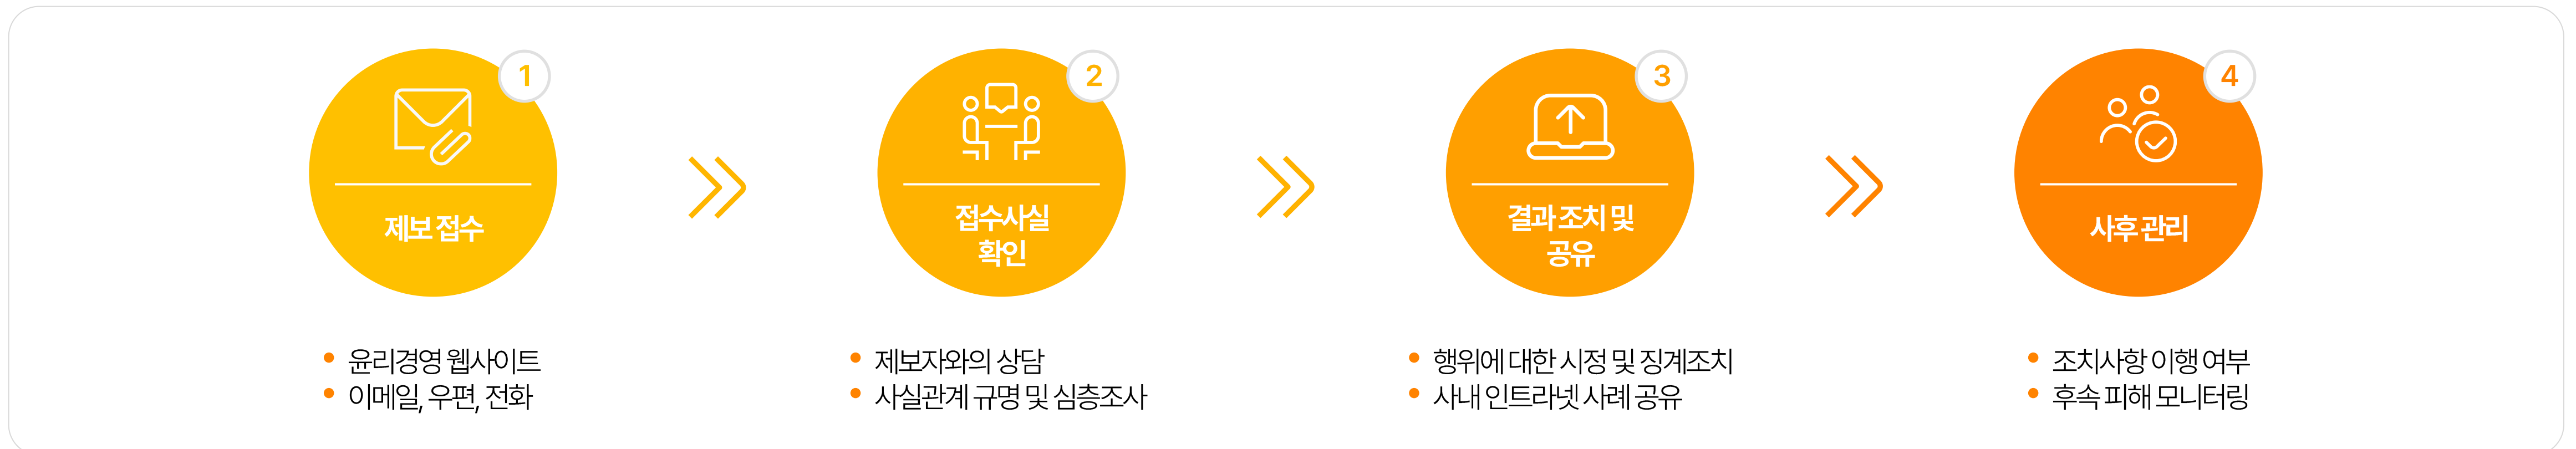 1
제보 접수
윤리경영 웹사이트
이메일, 우편, 전화
2
접수사실
확인
제보자와의 상담
사실관계 규명 및 심층조사
3
결과 조치 및
공유
행위에 대한 시정 및 징계조치
사내 인트라넷 사례 공유
4
사후 관리
조치사항 이행 여부
후속 피해 모니터링